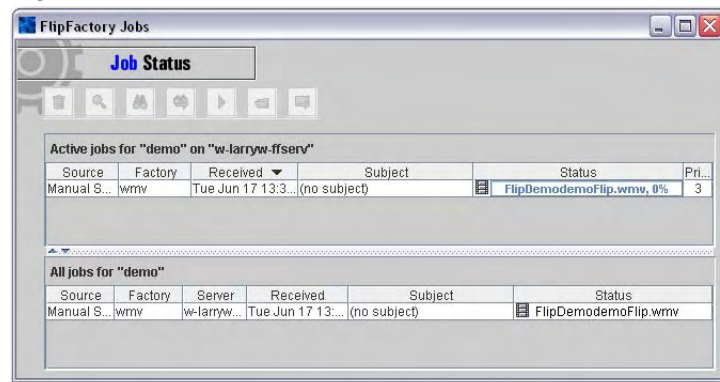 FlipFactory Jobs
Job Status
Active jobs for "demo" on "w-larryw-ffserv"
Source Factory Received Subject Status Pri...
Manual S... wmv Tue Jun 17 13:3... (no subject) FlipDemodemoFlip.wmv, 0% 3
All jobs for "demo"
Source Factory Server Received Subject Status
Manual S... wmv w-larryw... Tue Jun 17 13:... (no subject) FlipDemodemoFlip.wmv